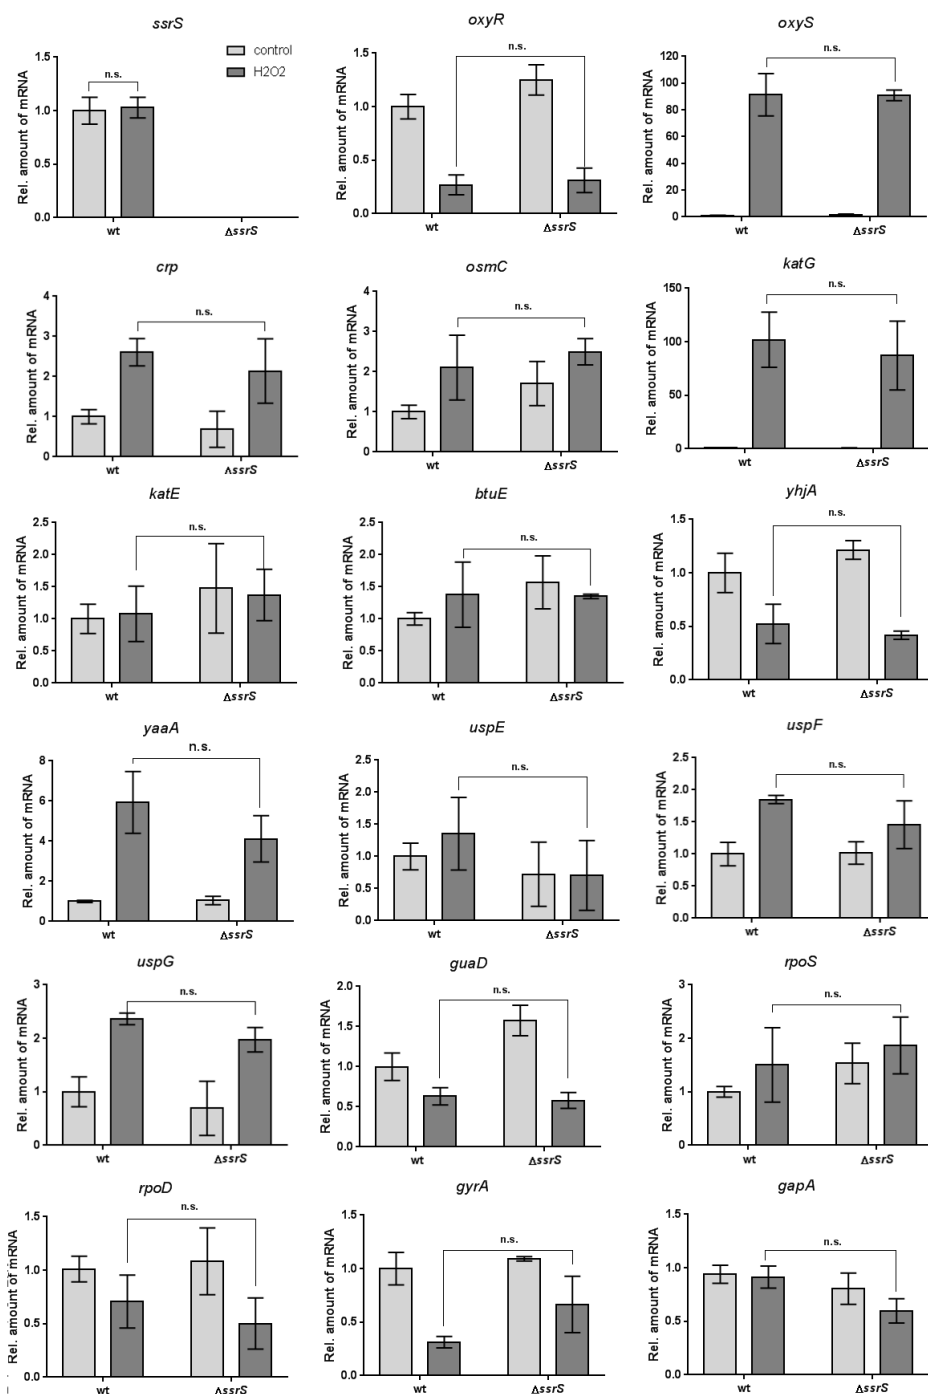 ssrS
control
H2O2
Rel. amount of mRNA
1.5
1.0
0.5
0.0
n.s.
wt ΔssrS
oxyR
Rel. amount of mRNA
1.5
1.0
0.5
0.0
n.s.
wt ΔssrS
oxyS
Rel. amount of mRNA
120
100
80
60
40
20
0
n.s.
wt ΔssrS
crp
Rel. amount of mRNA
4
3
2
1
0
n.s.
wt ΛssrS
osmC
Rel. amount of mRNA
4
3
2
1
0
n.s.
wt ΔssrS
katG
Rel. amount of mRNA
150
100
50
0
n.s.
wt ΔssrS
katE
Rel. amount of mRNA
2.5
2.0
1.5
1.0
0.5
0.0
n.s.
wt ΔssrS
btuE
Rel. amount of mRNA
2.5
2.0
1.5
1.0
0.5
0.0
n.s.
wt ΔssrS
yhjA
Rel. amount of mRNA
1.5
1.0
0.5
0.0
n.s.
wt ΔssrS
yaaA
Rel. amount of mRNA
8
6
4
2
0
n.s.
wt ΔssrS
uspE
Rel. amount of mRNA
2.5
2.0
1.5
1.0
0.5
0.0
n.s.
wt ΔssrS
uspF
Rel. amount of mRNA
2.5
2.0
1.5
1.0
0.5
0.0
n.s.
wt ΔssrS
uspG
Rel. amount of mRNA
3
2
1
0
n.s.
wt ΔssrS
guaD
Rel. amount of mRNA
2.0
1.5
1.0
0.5
0.0
n.s.
wt ΔssrS
rpoS
Rel. amount of mRNA
3
2
1
0
n.s.
wt ΔssrS
rpoD
Rel. amount of mRNA
1.5
1.0
0.5
0.0
n.s.
wt ΔssrS
gyrA
Rel. amount of mRNA
1.5
1.0
0.5
0.0
n.s.
wt ΔssrS
gapA
Rel. amount of mRNA
1.5
1.0
0.5
0.0
n.s.
wt ΔssrS